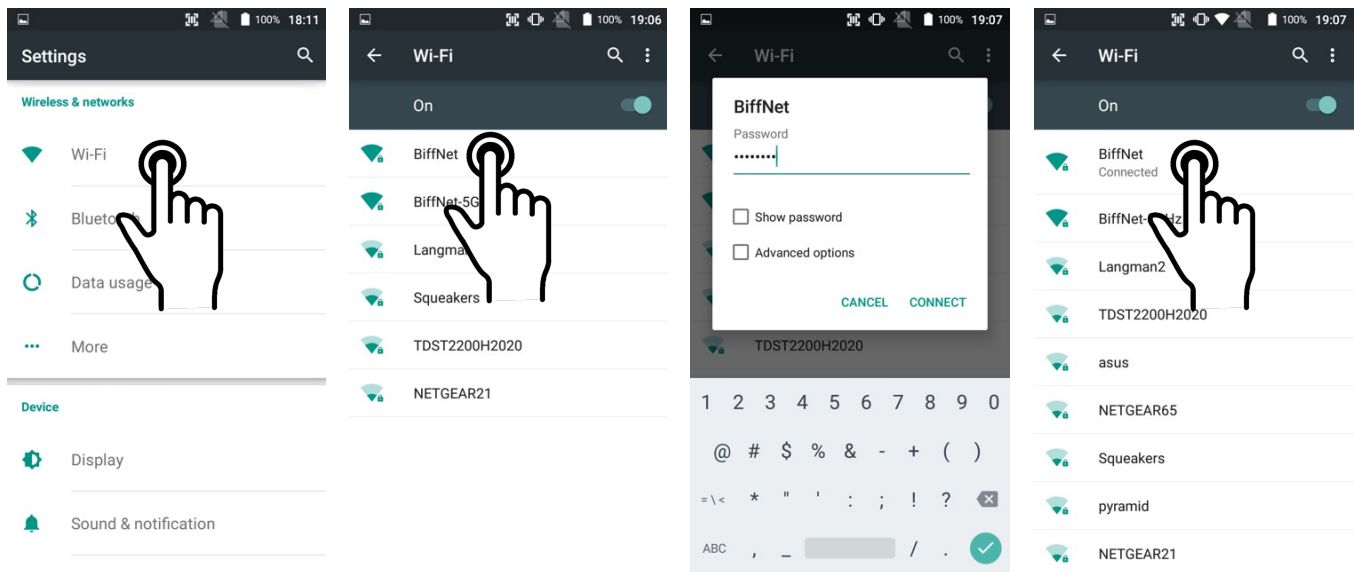 100% 18:11
Settings
Wireless & networks
Wi-Fi
Data usage
More
Device
Display
Sound & notification
100% 19:06
Wi-Fi
On
BiffNet
BiffNet-5G
Squeakers
TDST2200H2020
NETGEAR21
100% 19:07
Wi-Fi
BiffNet
Password
••••••••
Show password
Advanced options
CANCEL CONNECT
TDST2200H2020
1 2 3 4 5 6 7 8 9 0
@ # $ % & - + ( )
= \ < * " ' : ; ! ?
ABC , _ / .
100% 19:07
Wi-Fi
On
BiffNet
Connected
Langman2
TDST2200H2020
asus
NETGEAR65
Squeakers
pyramid
NETGEAR21